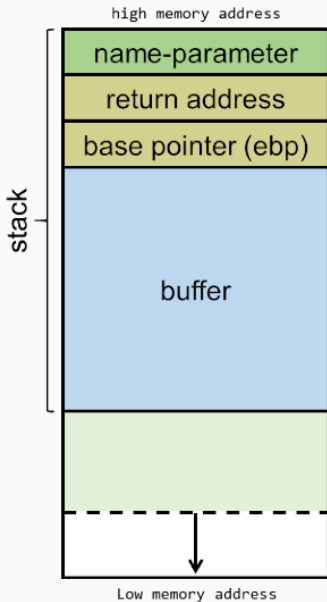 high memory address
name-parameter
return address
base pointer (ebp)
stack
buffer
Low memory address